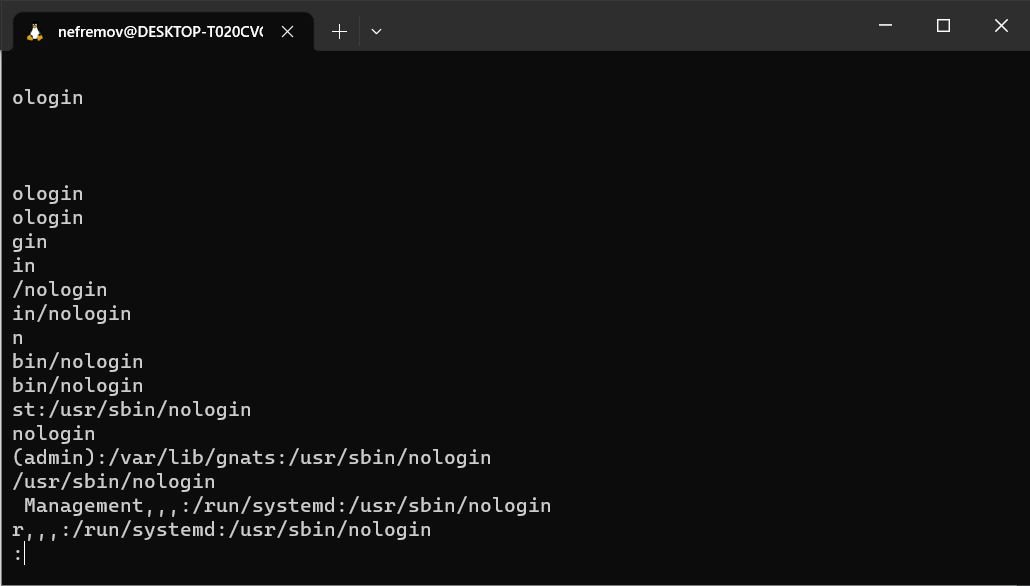 nefremov@DESKTOP-T020CV
ologin
ologin
ologin
gin
in
/nologin
in/nologin
n
bin/nologin
bin/nologin
st:/usr/sbin/nologin
nologin
(admin):/var/lib/gnats:/usr/sbin/nologin
/usr/sbin/nologin
 Management,,,:/run/systemd:/usr/sbin/nologin
r,,,:/run/systemd:/usr/sbin/nologin
: